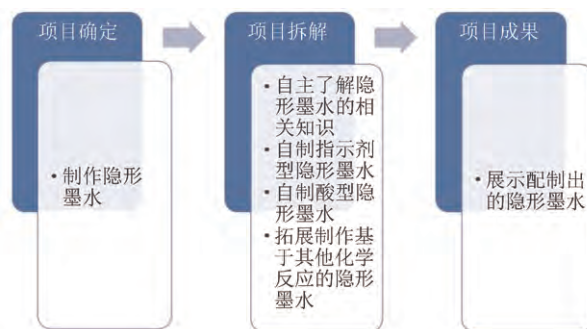 项目确定
项目拆解
项目成果
•制作隐形
墨水
•自主了解隐
形墨水的相
关知识
•自制指示剂
型隐形墨水
•自制酸型隐
形墨水
•拓展制作基
于其他化学
反应的隐形
墨水
•展示配制出
的隐形墨水